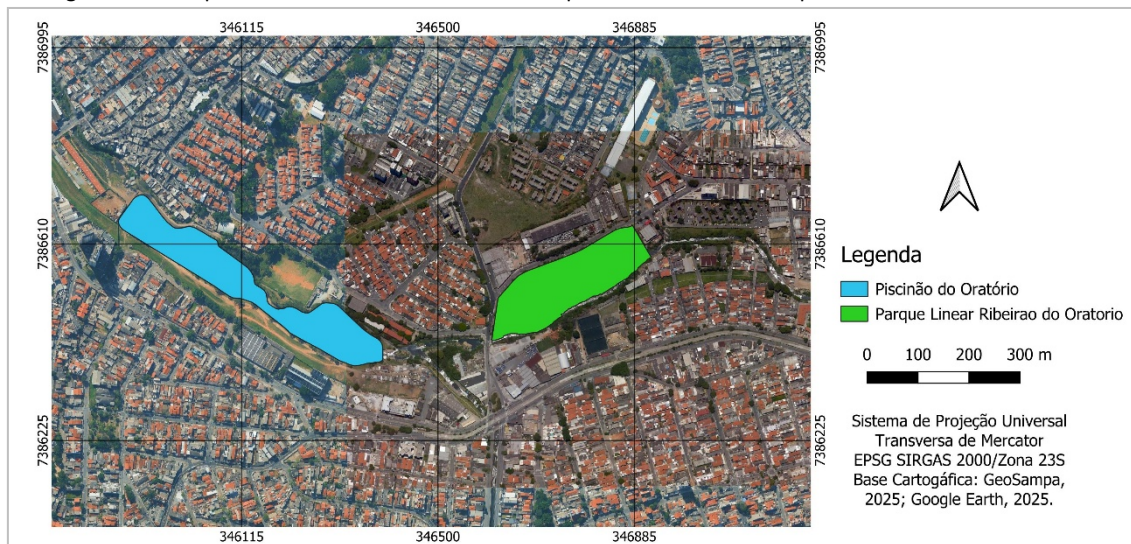 346115 346500 346885
7386995 7386995
7386610 7386610
7386225 7386225
346115 346500 346885
Legenda
Piscinão do Oratório
Parque Linear Ribeirao do Oratorio
0 100 200 300 m
Sistema de Projeção Universal
Transversa de Mercator
EPSG SIRGAS 2000/Zona 23S
Base Cartogáfica: GeoSampa,
2025; Google Earth, 2025.